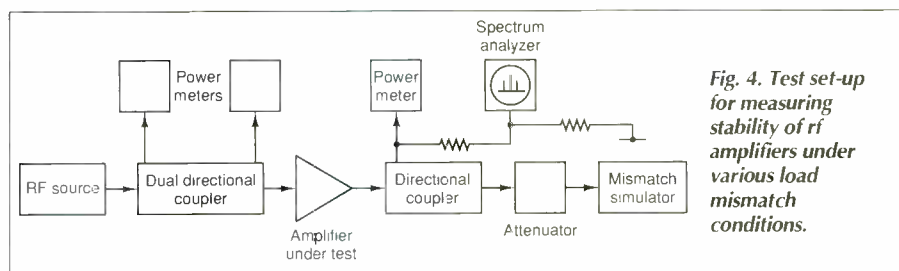 Spectrum
analyzer
Power
meters
Power
meter
RF source
Dual directional
coupler
Amplifier
under test
Directional
coupler
Attenuator
Mismatch
simulator
Fig. 4. Test set-up
for measuring
stability of rf
amplifiers under
various load
mismatch
conditions.